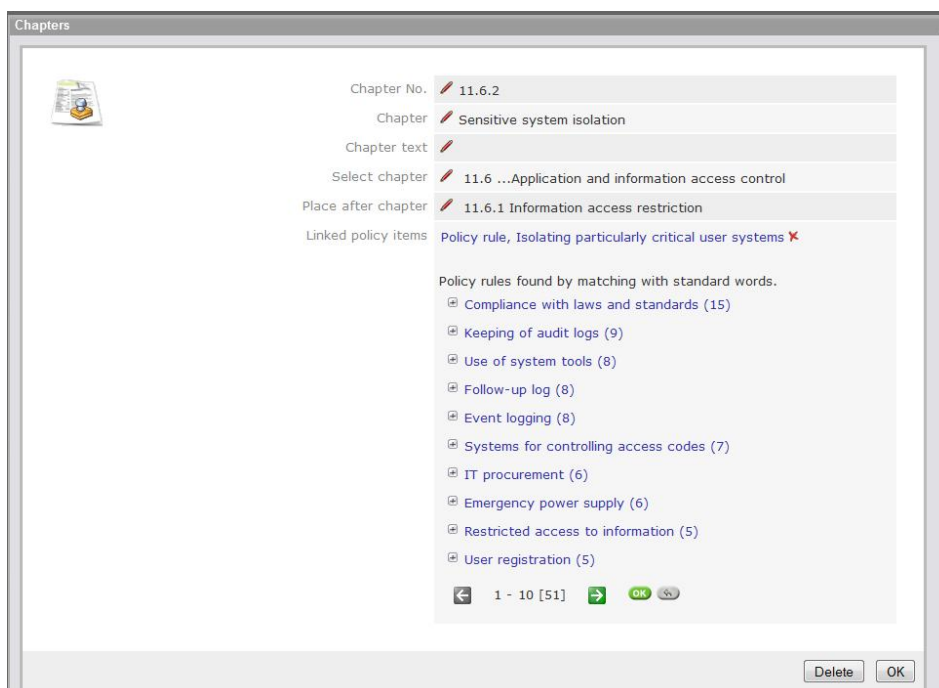 Chapters
Chapter No. 11.6.2
Chapter Sensitive system isolation
Chapter text
Select chapter 11.6 ...Application and information access control
Place after chapter 11.6.1 Information access restriction
Linked policy items Policy rule, Isolating particularly critical user systems
Policy rules found by matching with standard words.
Compliance with laws and standards (15)
Keeping of audit logs (9)
Use of system tools (8)
Follow-up log (8)
Event logging (8)
Systems for controlling access codes (7)
IT procurement (6)
Emergency power supply (6)
Restricted access to information (5)
User registration (5)
1 - 10 [51] OK
Delete OK